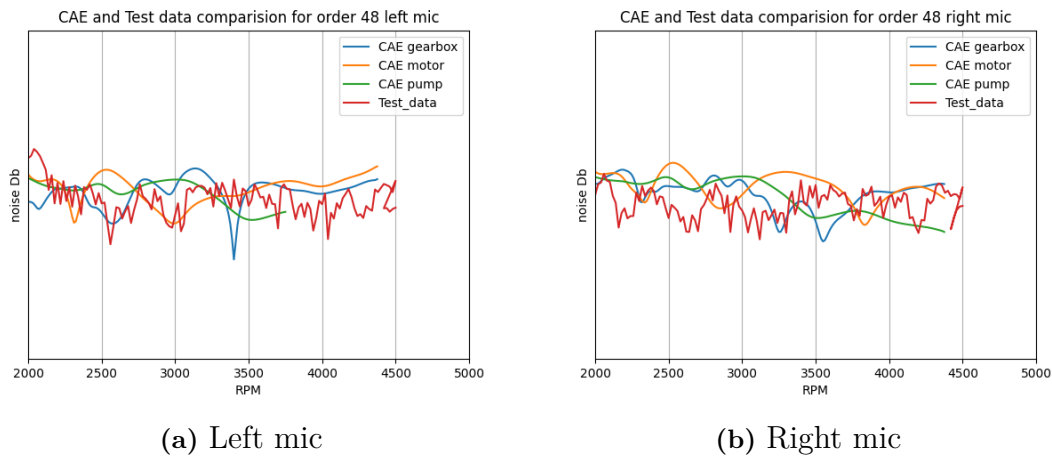 CAE and Test data comparision for order 48 left mic
CAE gearbox
CAE motor
CAE pump
Test_data
noise Db
2000 2500 3000 3500 4000 4500 5000
RPM
(a) Left mic
CAE and Test data comparision for order 48 right mic
CAE gearbox
CAE motor
CAE pump
Test_data
noise Db
2000 2500 3000 3500 4000 4500 5000
RPM
(b) Right mic